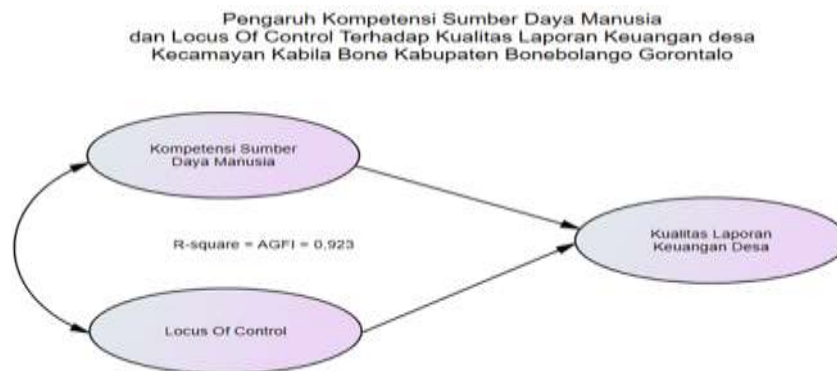 Pengaruh Kompetensi Sumber Daya Manusia
dan Locus Of Control Terhadap Kualitas Laporan Keuangan desa
Kecamayan Kabila Bone Kabupaten Bonebolango Gorontalo
Kompetensi Sumber
Daya Manusia
R-square = AGFI = 0,923
Kualitas Laporan
Keuangan Desa
Locus Of Control